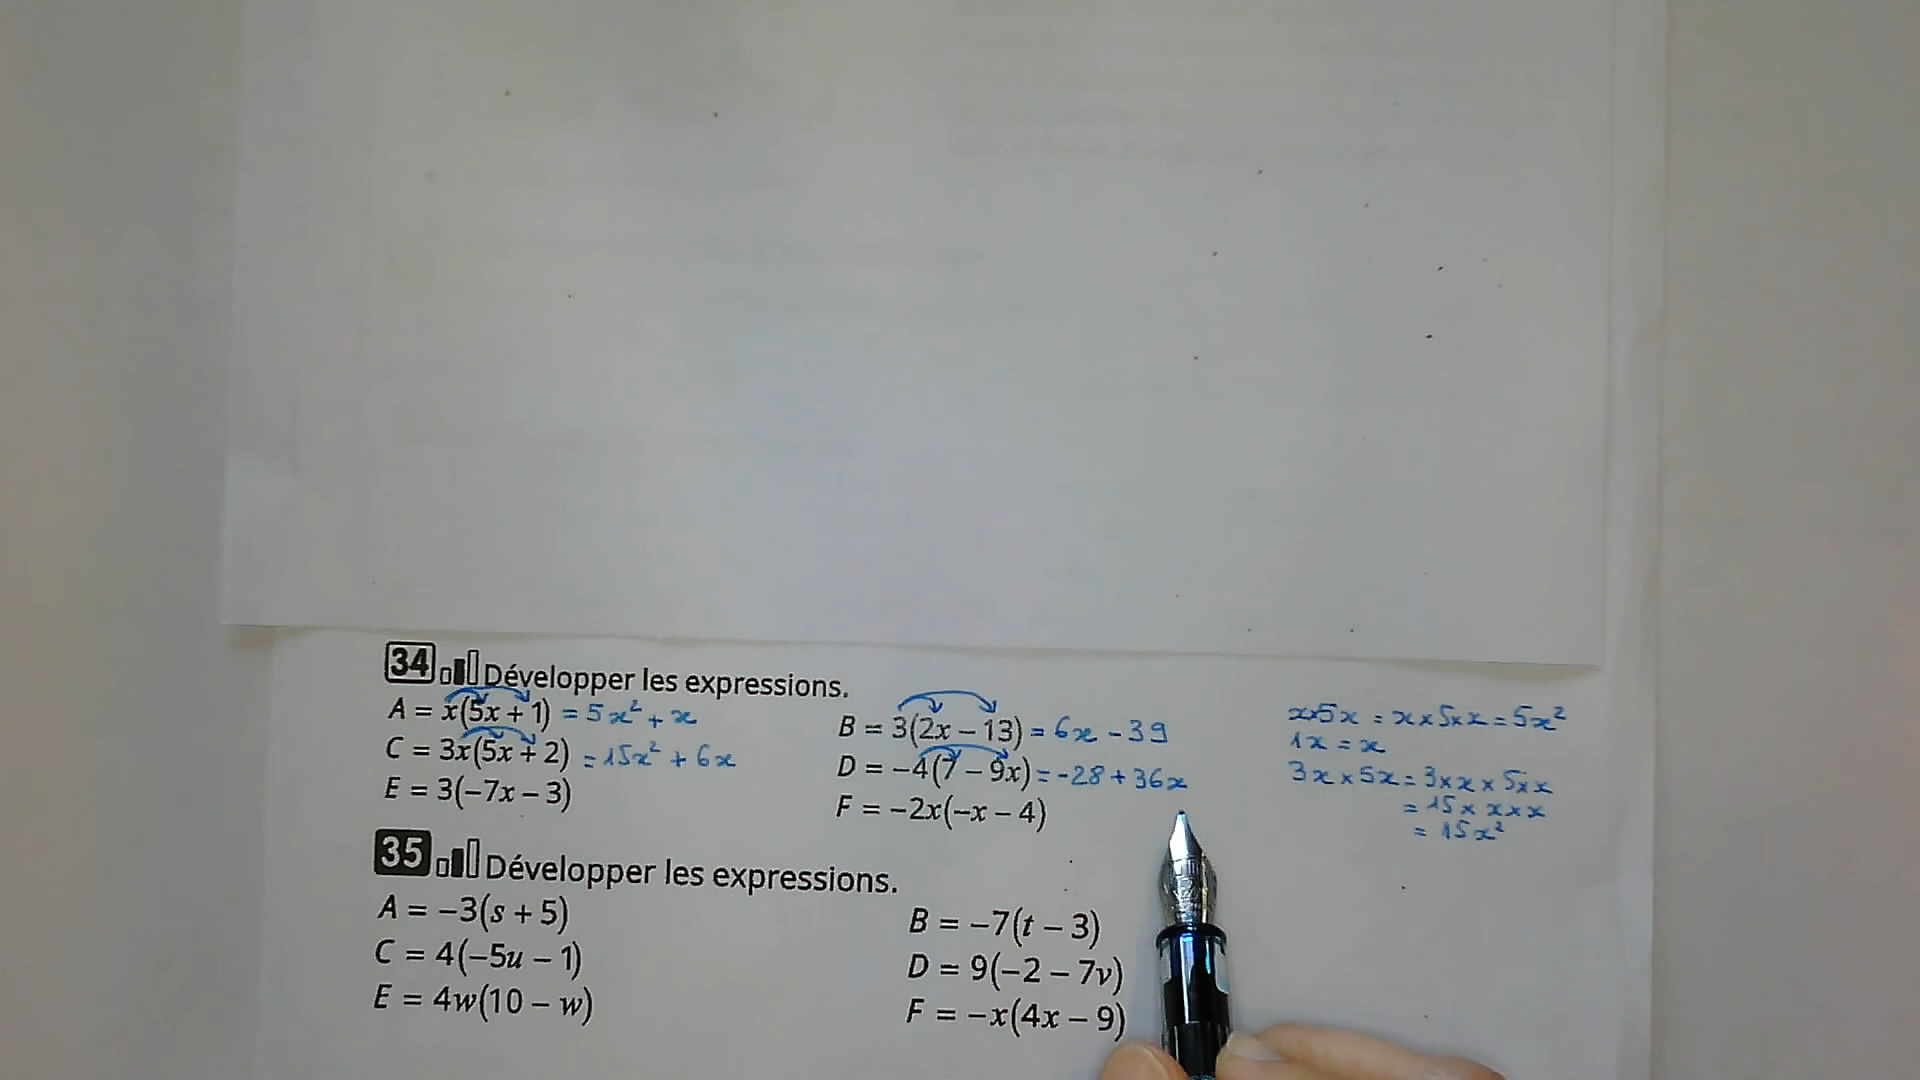 34 Développer les expressions.
A = x(5x + 1) = 5x² + x
B = 3(2x – 13) = 6x - 39
C = 3x(5x + 2) = 15x² + 6x
D = –4(7 – 9x) = -28 + 36x
E = 3(–7x – 3)
F = –2x(–x – 4)
x×5x = x×5×x = 5x²
1x = x
3x × 5x = 3×x × 5×x
= 15 × x×x
= 15x²
35 Développer les expressions.
A = –3(s + 5)
B = –7(t – 3)
C = 4(–5u – 1)
D = 9(–2 – 7v)
E = 4w(10 – w)
F = –x(4x – 9)